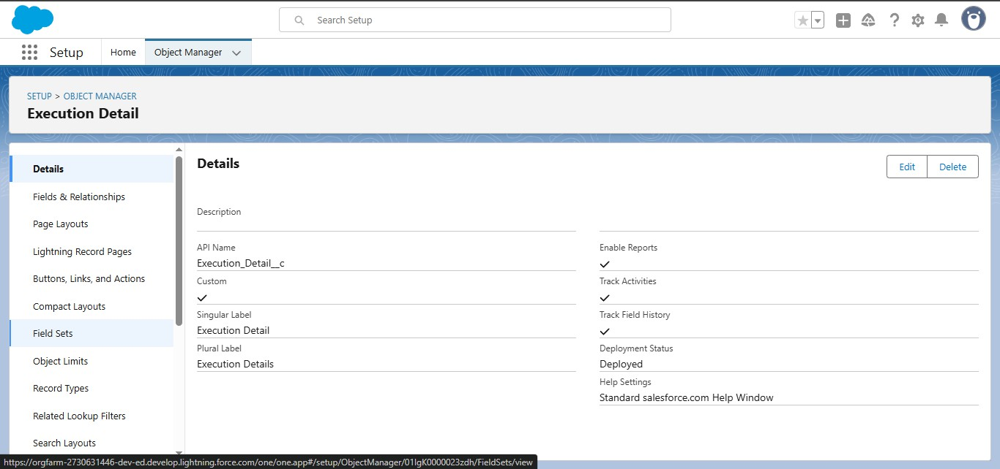 Search Setup
Setup
Home
Object Manager
SETUP > OBJECT MANAGER
Execution Detail
Details
Fields & Relationships
Page Layouts
Lightning Record Pages
Buttons, Links, and Actions
Compact Layouts
Field Sets
Object Limits
Record Types
Related Lookup Filters
Search Layouts
Details
Edit
Delete
Description
API Name
Execution_Detail__c
Custom
Singular Label
Execution Detail
Plural Label
Execution Details
Enable Reports
Track Activities
Track Field History
Deployment Status
Deployed
Help Settings
Standard salesforce.com Help Window
https://orgfarm-2730631446-dev-ed.develop.lightning.force.com/one/one.app#/setup/ObjectManager/01IgK0000023zdh/FieldSets/view